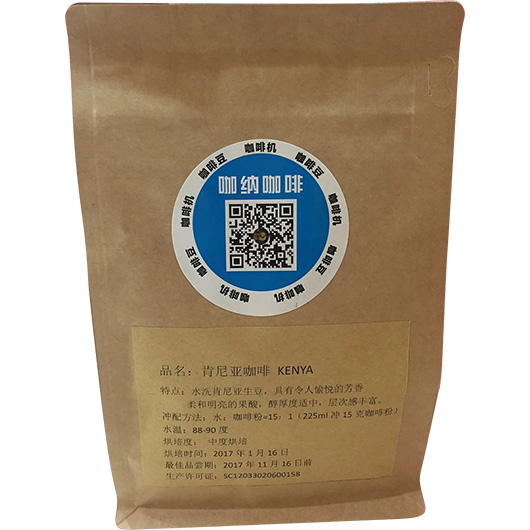 咖啡机
咖啡豆
咖啡机
咖啡豆
咖啡机
咖啡豆
咖啡机
咖啡豆
咖纳咖啡
品名：肯尼亚咖啡 KENYA
特点：水洗肯尼亚生豆，具有令人愉悦的芳香
柔和明亮的果酸，醇厚度适中，层次感丰富。
冲配方法：水：咖啡粉=15：1（225ml 冲 15 克咖啡粉）
水温：88-90 度
烘培度： 中度烘培
烘培时间：2017 年 1 月 16 日
最佳品尝期：2017 年 11 月 16 日前
生产许可证：SC12033020600158